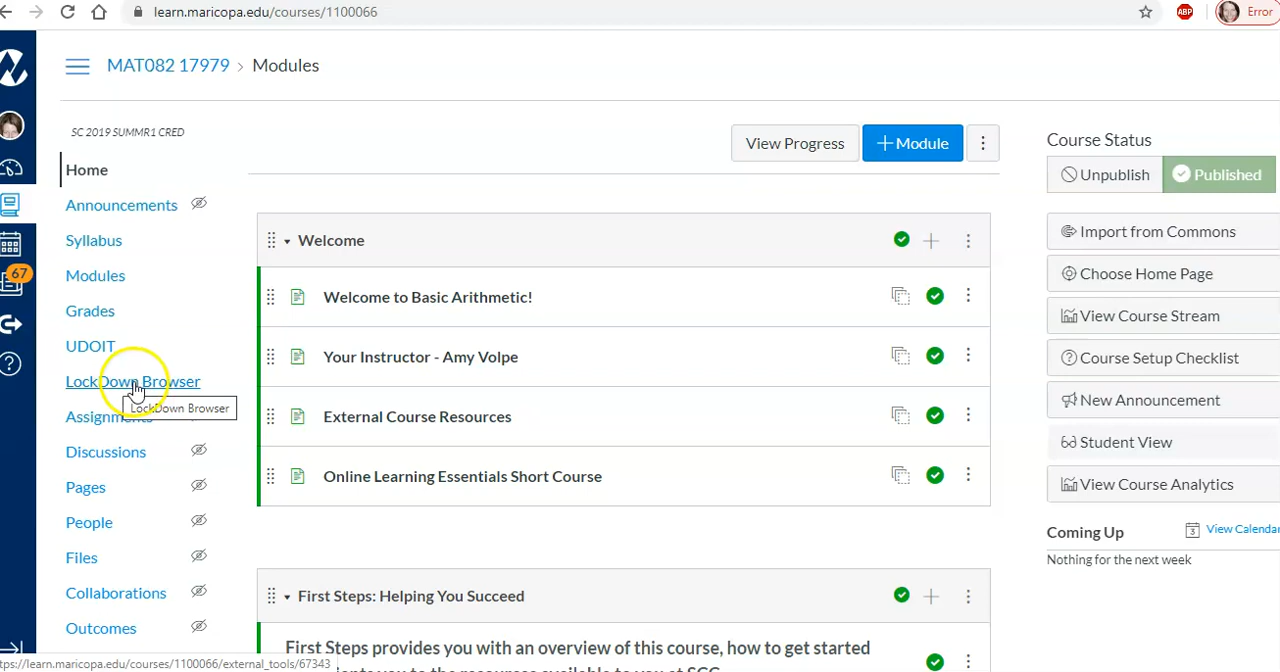 learn.maricopa.edu/courses/1100066
ABP
Error
MAT082 17979 › Modules
SC 2019 SUMMR1 CRED
Home
Announcements
Syllabus
Modules
Grades
UDOIT
LockDown Browser
LockDown Browser
Assignments
Discussions
Pages
People
Files
Collaborations
Outcomes
67
View Progress
+ Module
Welcome
Welcome to Basic Arithmetic!
Your Instructor - Amy Volpe
External Course Resources
Online Learning Essentials Short Course
First Steps: Helping You Succeed
First Steps provides you with an overview of this course, how to get started
Course Status
Unpublish
Published
Import from Commons
Choose Home Page
View Course Stream
Course Setup Checklist
New Announcement
Student View
View Course Analytics
Coming Up
3
View Calendar
Nothing for the next week
tps://learn.maricopa.edu/courses/1100066/external_tools/67343